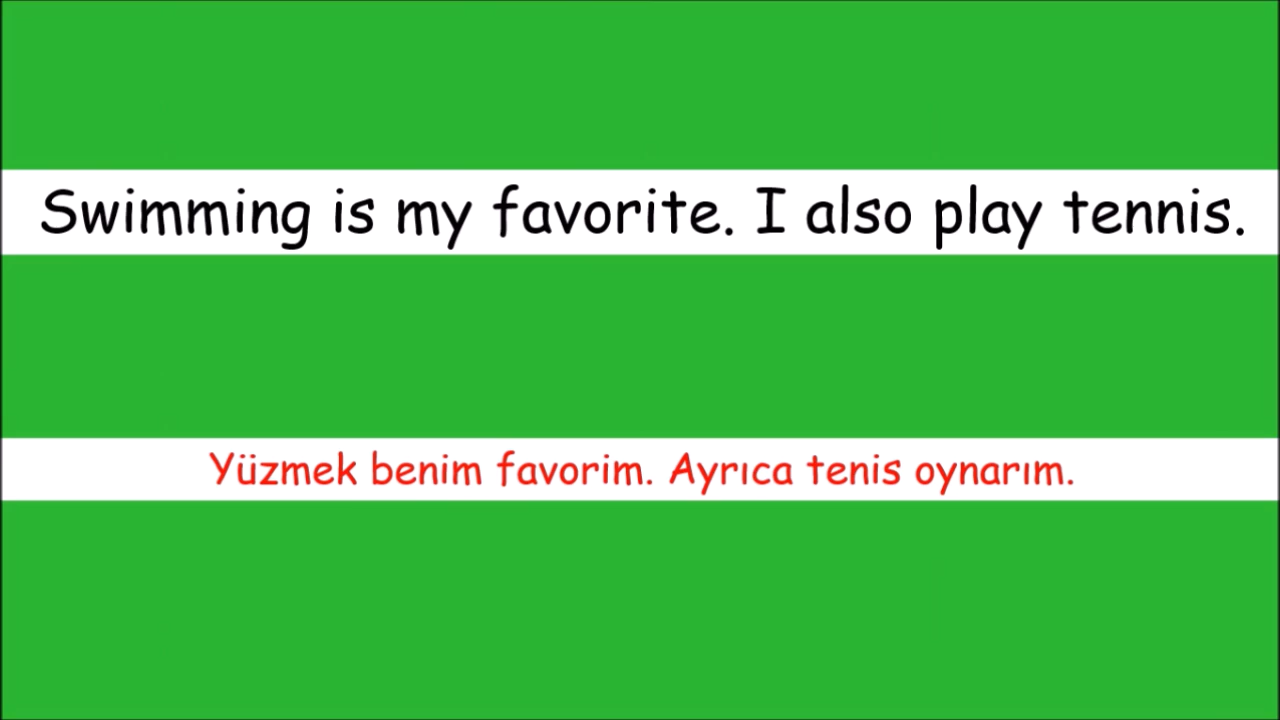 Swimming is my favorite. I also play tennis.
Yüzmek benim favorim. Ayrıca tenis oynarım.